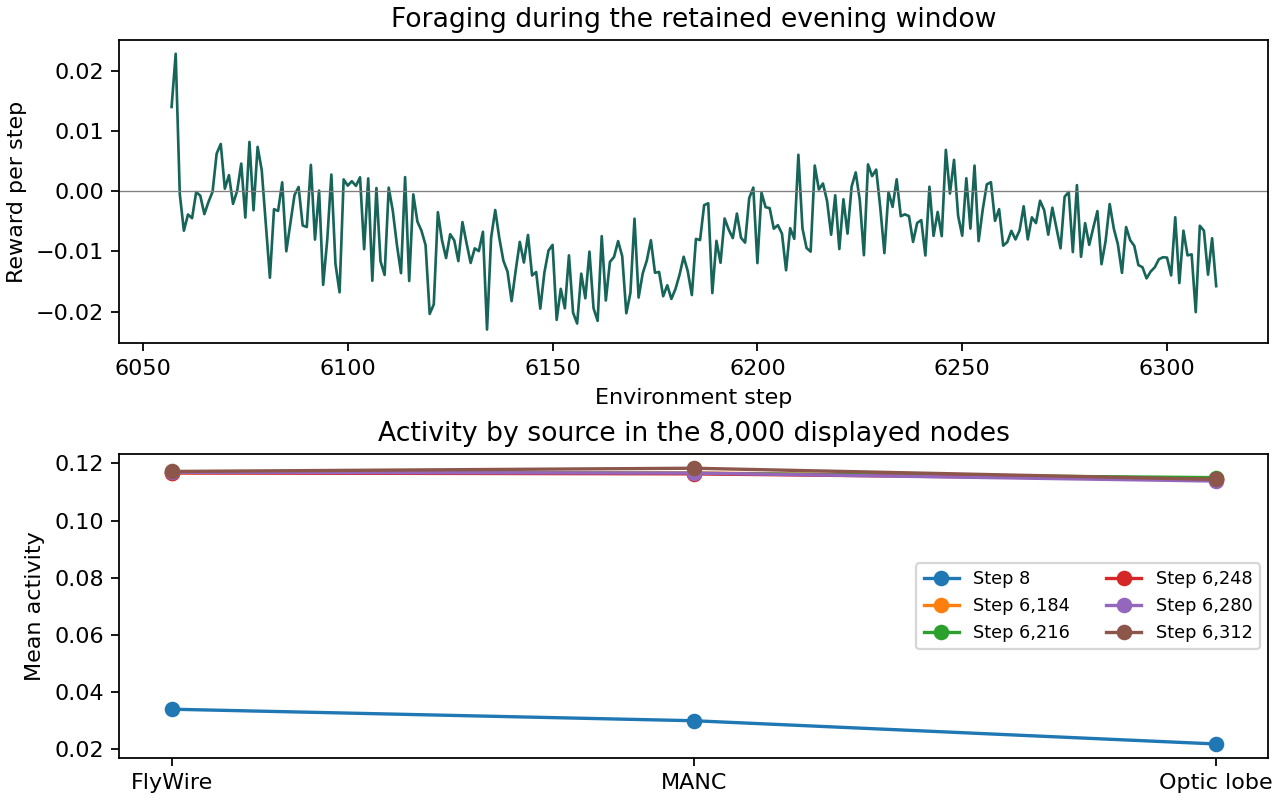 Foraging during the retained evening window
Reward per step
0.02
0.01
0.00
−0.01
−0.02
6050 6100 6150 6200 6250 6300
Environment step
Activity by source in the 8,000 displayed nodes
Mean activity
0.12
0.10
0.08
0.06
0.04
0.02
Step 8 Step 6,248
Step 6,184 Step 6,280
Step 6,216 Step 6,312
FlyWire MANC Optic lobe